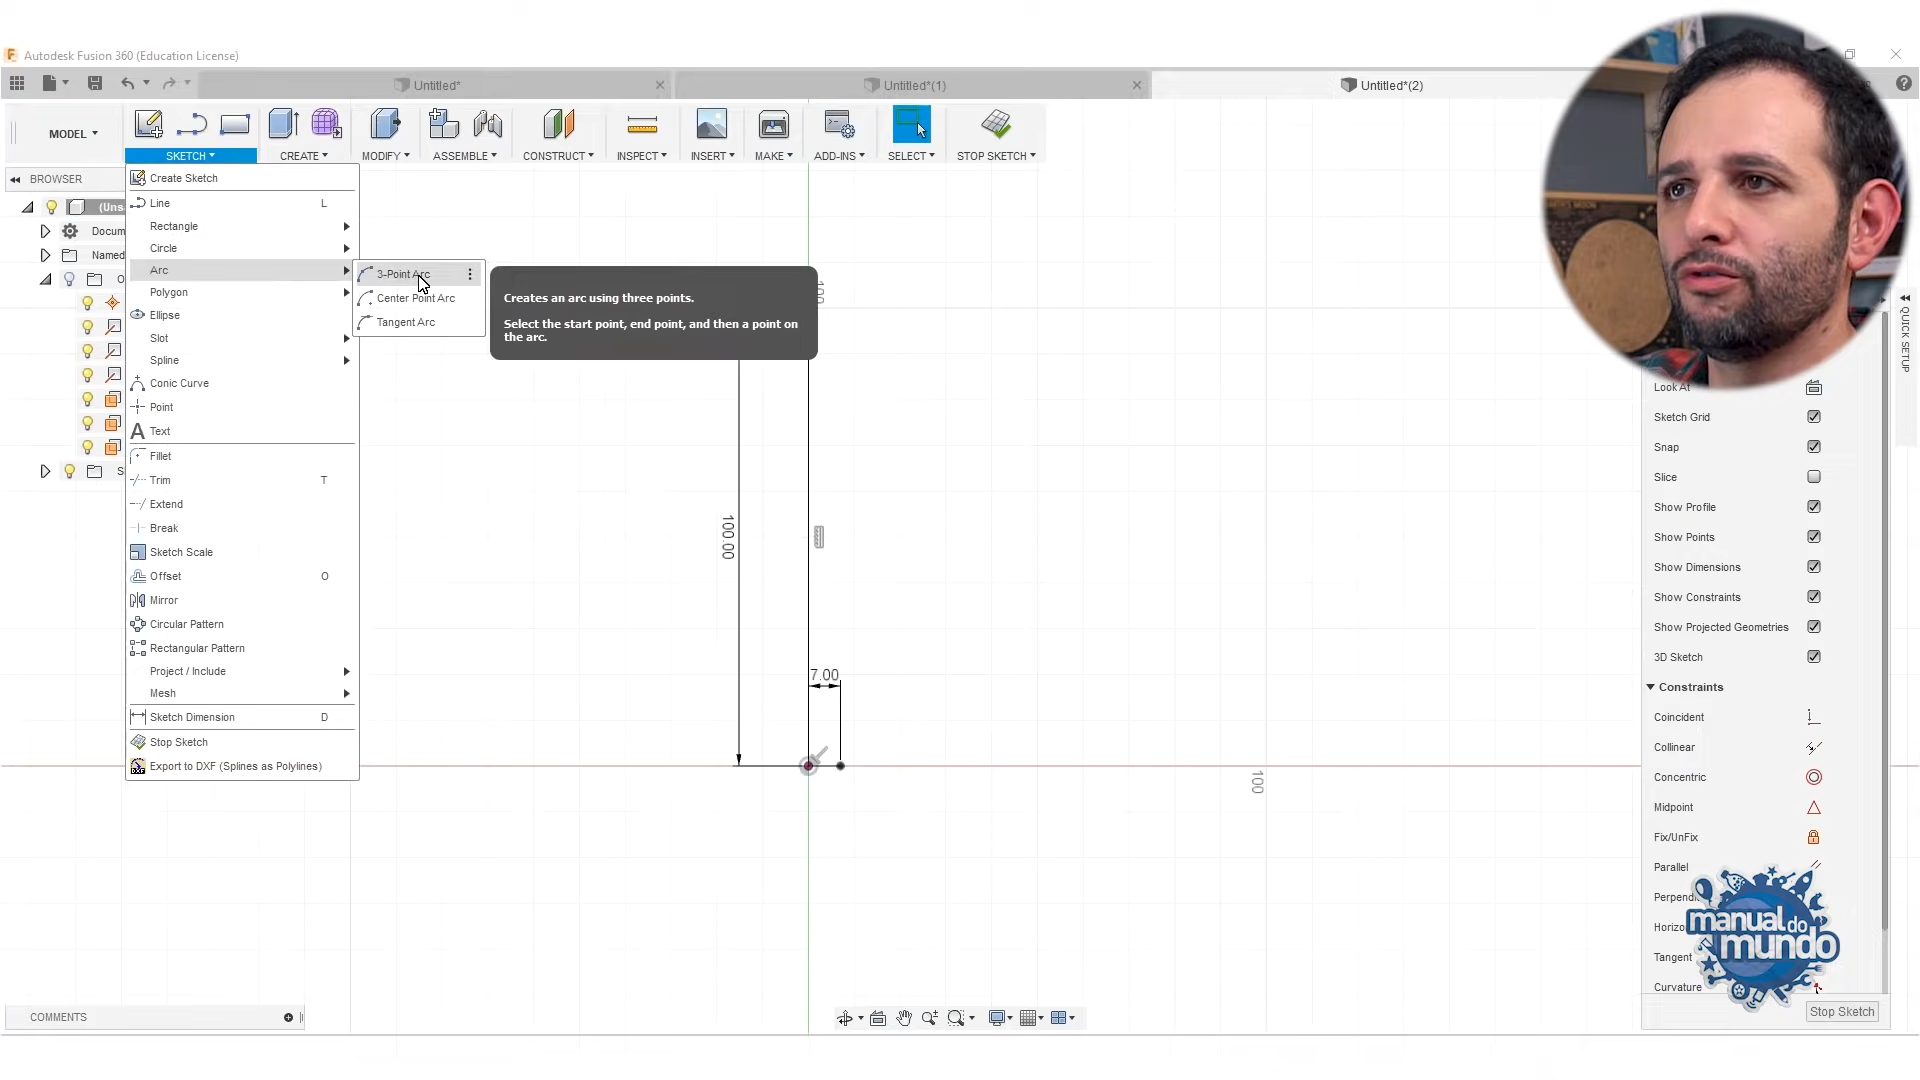 Autodesk Fusion 360 (Education License)
Untitled*
Untitled*(1)
Untitled*(2)
MODEL
SKETCH
CREATE
MODIFY
ASSEMBLE
CONSTRUCT
INSPECT
INSERT
MAKE
ADD-INS
SELECT
STOP SKETCH
BROWSER
(Uns
Docum
Named
O
S
Create Sketch
Line L
Rectangle
Circle
Arc
Polygon
Ellipse
Slot
Spline
Conic Curve
Point
Text
Fillet
Trim T
Extend
Break
Sketch Scale
Offset O
Mirror
Circular Pattern
Rectangular Pattern
Project / Include
Mesh
Sketch Dimension D
Stop Sketch
Export to DXF (Splines as Polylines)
3-Point Arc
Center Point Arc
Tangent Arc
Creates an arc using three points.
Select the start point, end point, and then a point on
the arc.
100
100.00
7.00
100
QUICK SETUP
Look At
Sketch Grid
Snap
Slice
Show Profile
Show Points
Show Dimensions
Show Constraints
Show Projected Geometries
3D Sketch
Constraints
Coincident
Collinear
Concentric
Midpoint
Fix/UnFix
Parallel
Perpend
Horizo
Tangent
Curvature
manual do
mundo
Stop Sketch
COMMENTS